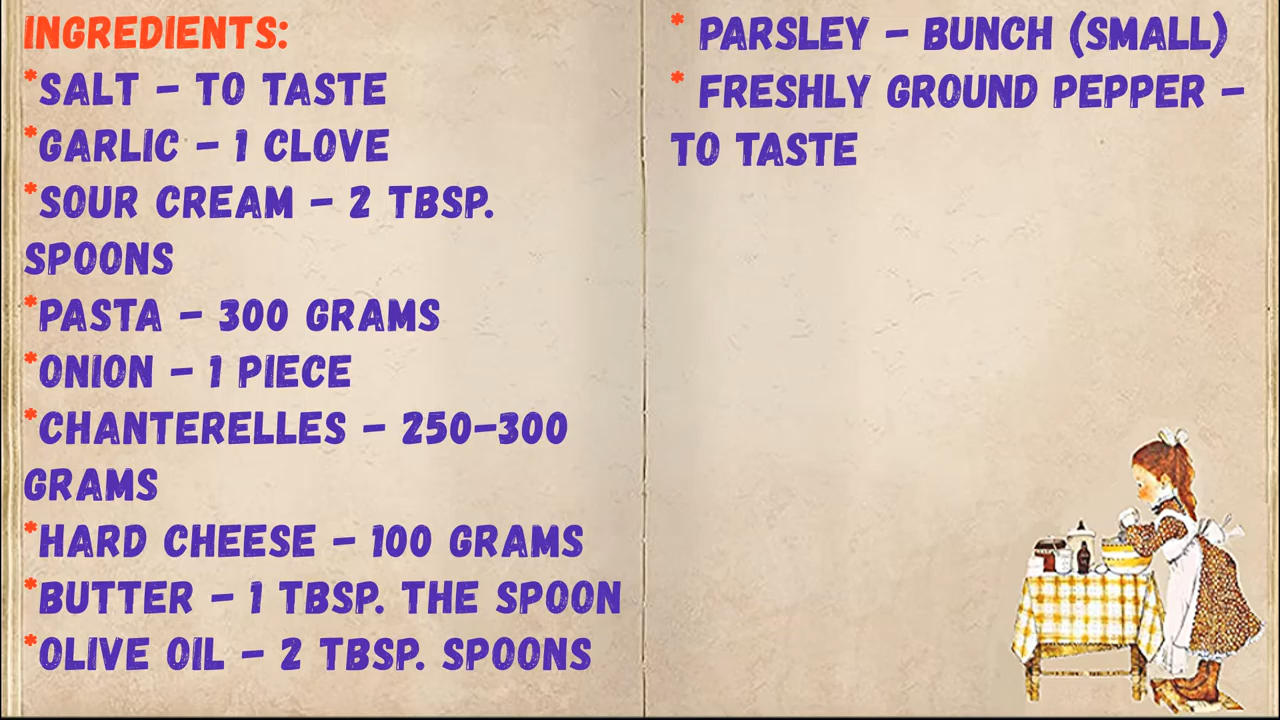 INGREDIENTS:
*SALT – TO TASTE
*GARLIC – 1 CLOVE
*SOUR CREAM – 2 TBSP.
SPOONS
*PASTA – 300 GRAMS
*ONION – 1 PIECE
*CHANTERELLES – 250–300
GRAMS
*HARD CHEESE – 100 GRAMS
*BUTTER – 1 TBSP. THE SPOON
*OLIVE OIL – 2 TBSP. SPOONS
* PARSLEY – BUNCH (SMALL)
* FRESHLY GROUND PEPPER –
TO TASTE